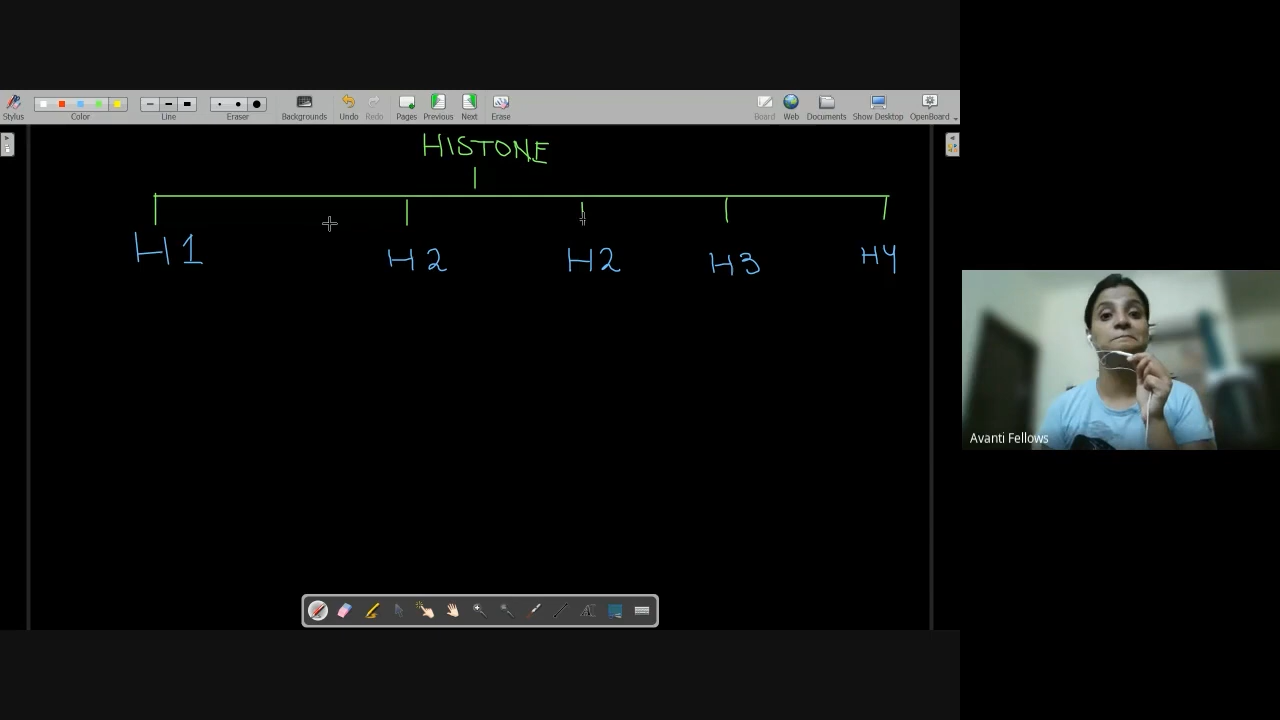 Stylus Color Line Eraser Backgrounds Undo Redo Pages Previous Next Erase Board Web Documents Show Desktop OpenBoard
HISTONE
H1 H2 H2 H3 H4
Avanti Fellows